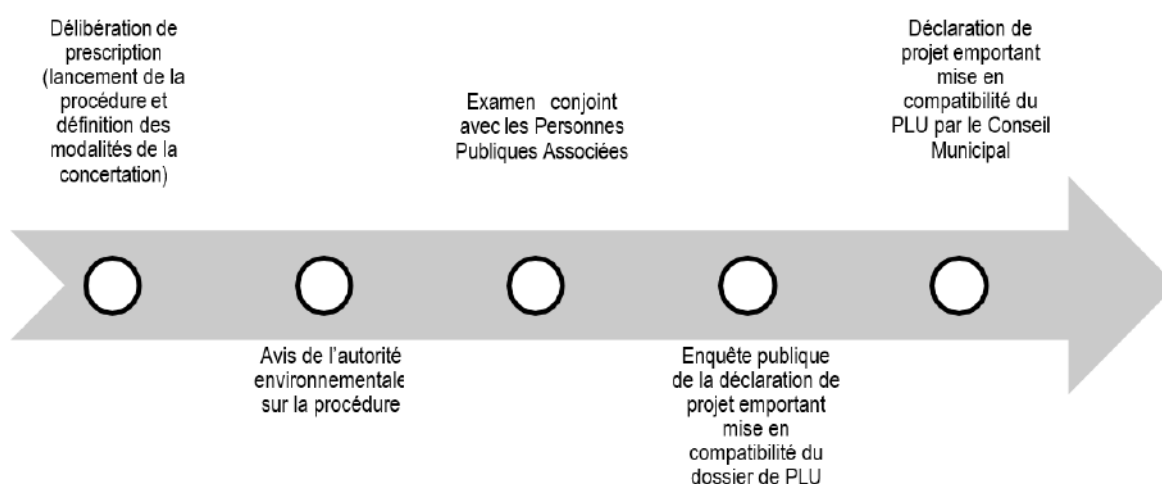 Délibération de
prescription
(lancement de la
procédure et
définition des
modalités de la
concertation)
Avis de l'autorité
environnementale
sur la procédure
Examen conjoint
avec les Personnes
Publiques Associées
Enquête publique
de la déclaration de
projet emportant
mise en
compatibilité du
dossier de PLU
Déclaration de
projet emportant
mise en
compatibilité du
PLU par le Conseil
Municipal